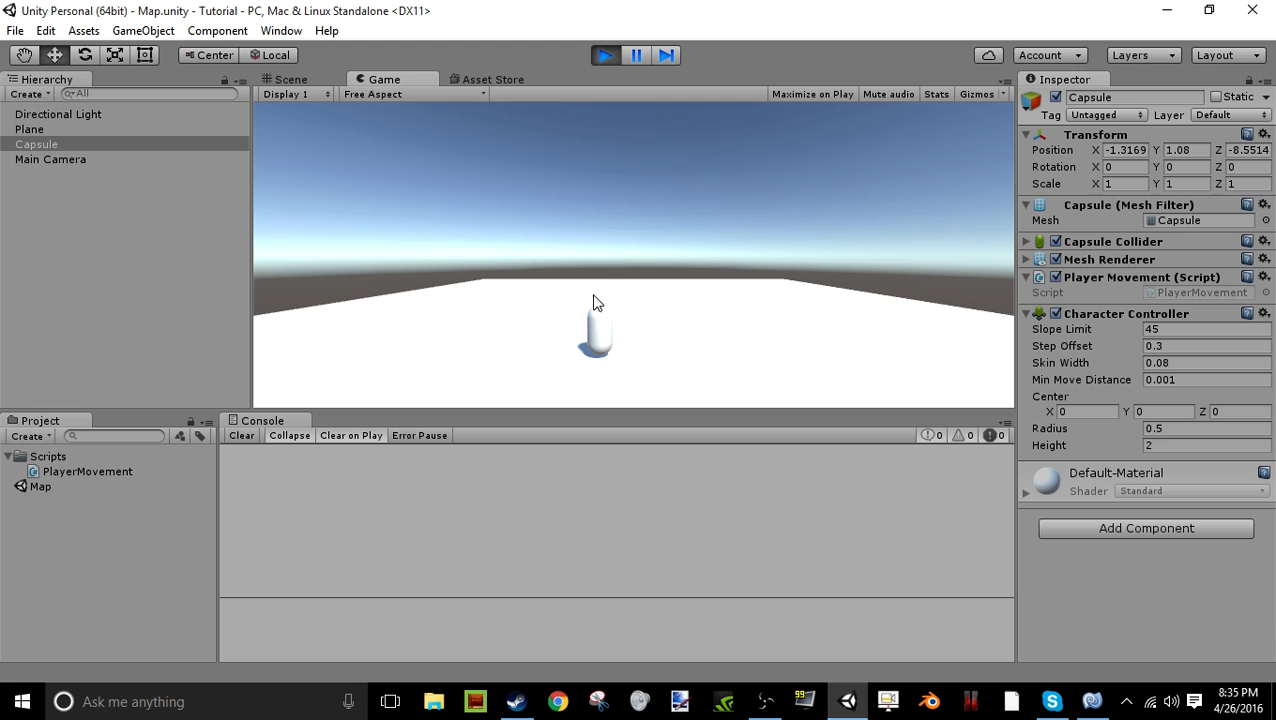 Unity Personal (64bit) - Map.unity - Tutorial - PC, Mac & Linux Standalone <DX11>
File Edit Assets GameObject Component Window Help
Center Local Account Layers Layout
Hierarchy Scene Game Asset Store Inspector
Create All Display 1 Free Aspect Maximize on Play Mute audio Stats Gizmos Capsule Static
Tag Untagged Layer Default
Directional Light
Plane
Capsule
Main Camera
Transform
Position X -1.3169 Y 1.08 Z -8.5514
Rotation X 0 Y 0 Z 0
Scale X 1 Y 1 Z 1
Capsule (Mesh Filter)
Mesh Capsule
Capsule Collider
Mesh Renderer
Player Movement (Script)
Script PlayerMovement
Character Controller
Slope Limit 45
Step Offset 0.3
Skin Width 0.08
Min Move Distance 0.001
Center
X 0 Y 0 Z 0
Radius 0.5
Height 2
Default-Material
Shader Standard
Add Component
Project Console
Create Clear Collapse Clear on Play Error Pause 0 0 0
Scripts
PlayerMovement
Map
Ask me anything 99 8:35 PM
4/26/2016